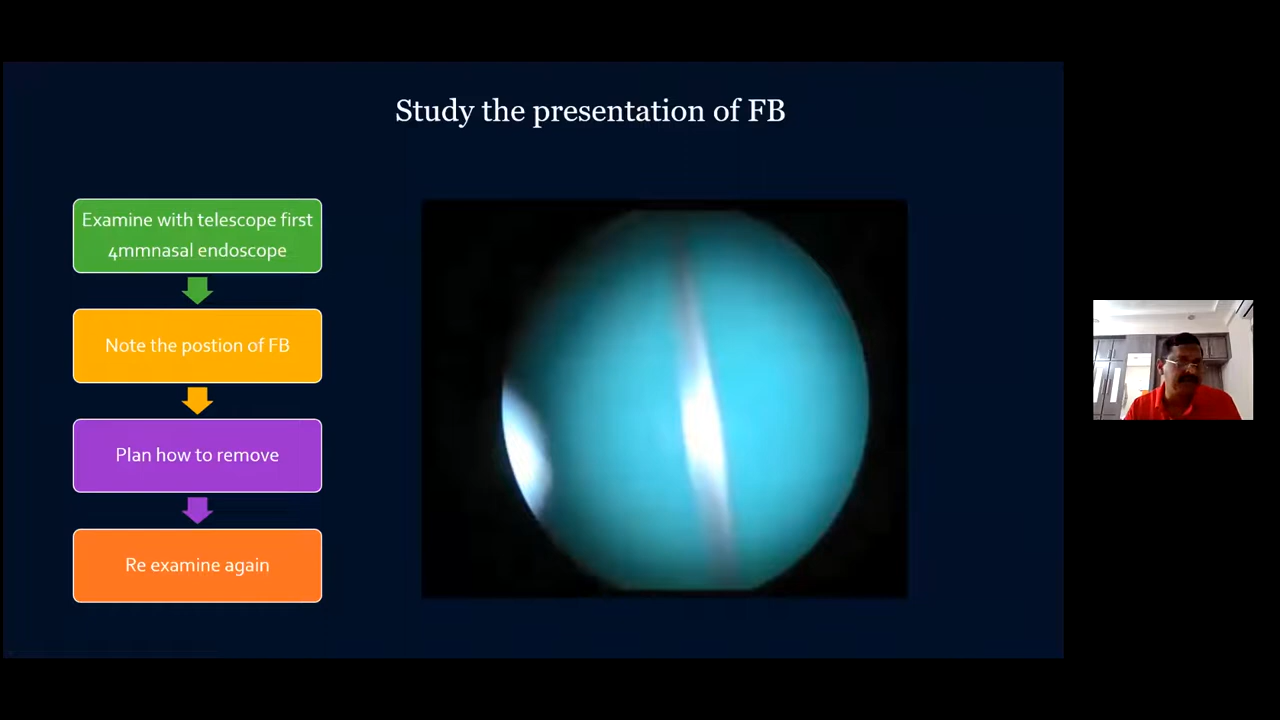 Study the presentation of FB
Examine with telescope first
4mmnasal endoscope
Note the postion of FB
Plan how to remove
Re examine again